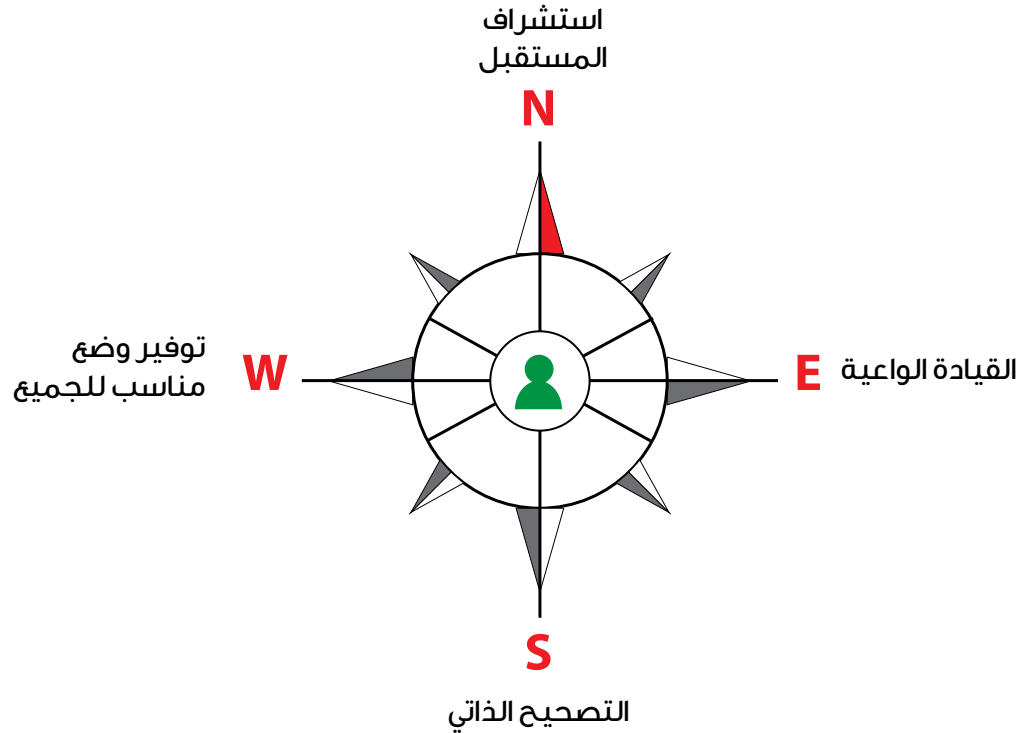 استشراف
المستقبل
N
القيادة الواعية
E
W
توفير وضع
مناسب للجميع
S
التصحيح الذاتي